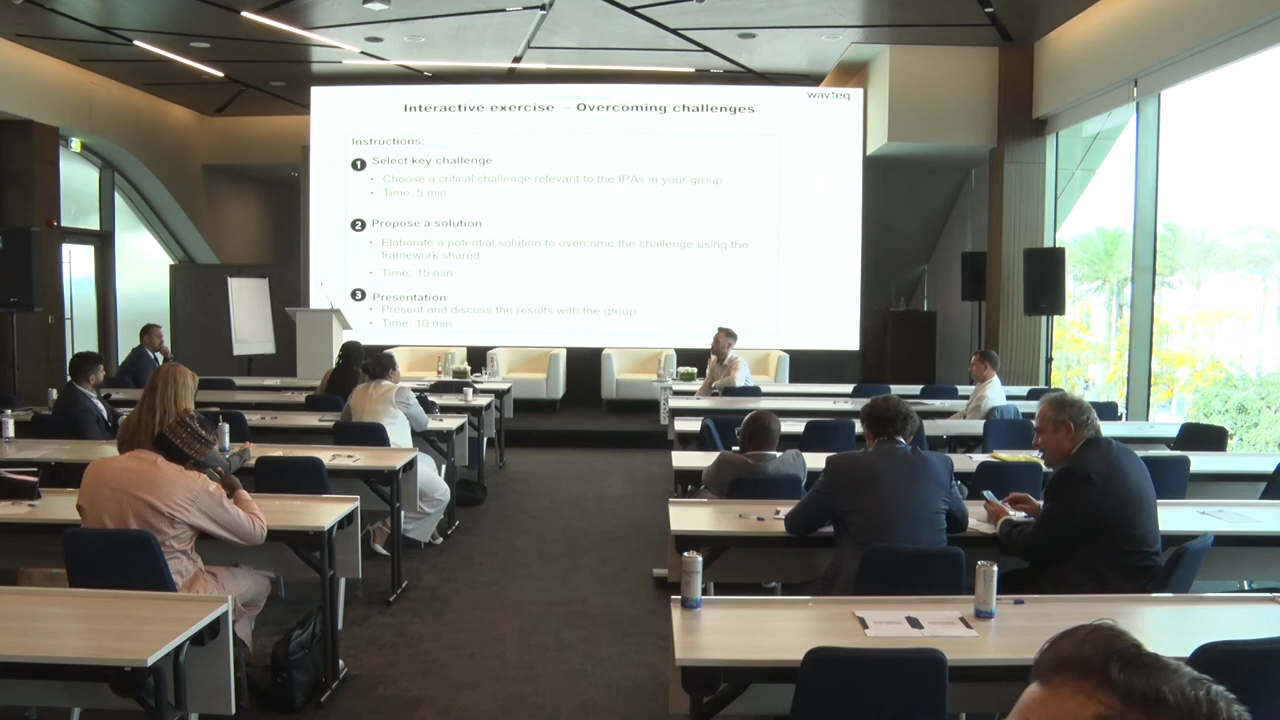 wavteq
Interactive exercise – Overcoming challenges
Instructions:
1 Select key challenge
• Choose a critical challenge relevant to the IPAs in your group
• Time: 5 min
2 Propose a solution
• Elaborate a potential solution to overcome the challenge using the
framework shared
• Time: 15 min
3 Presentation
• Present and discuss the results with the group
• Time: 10 min